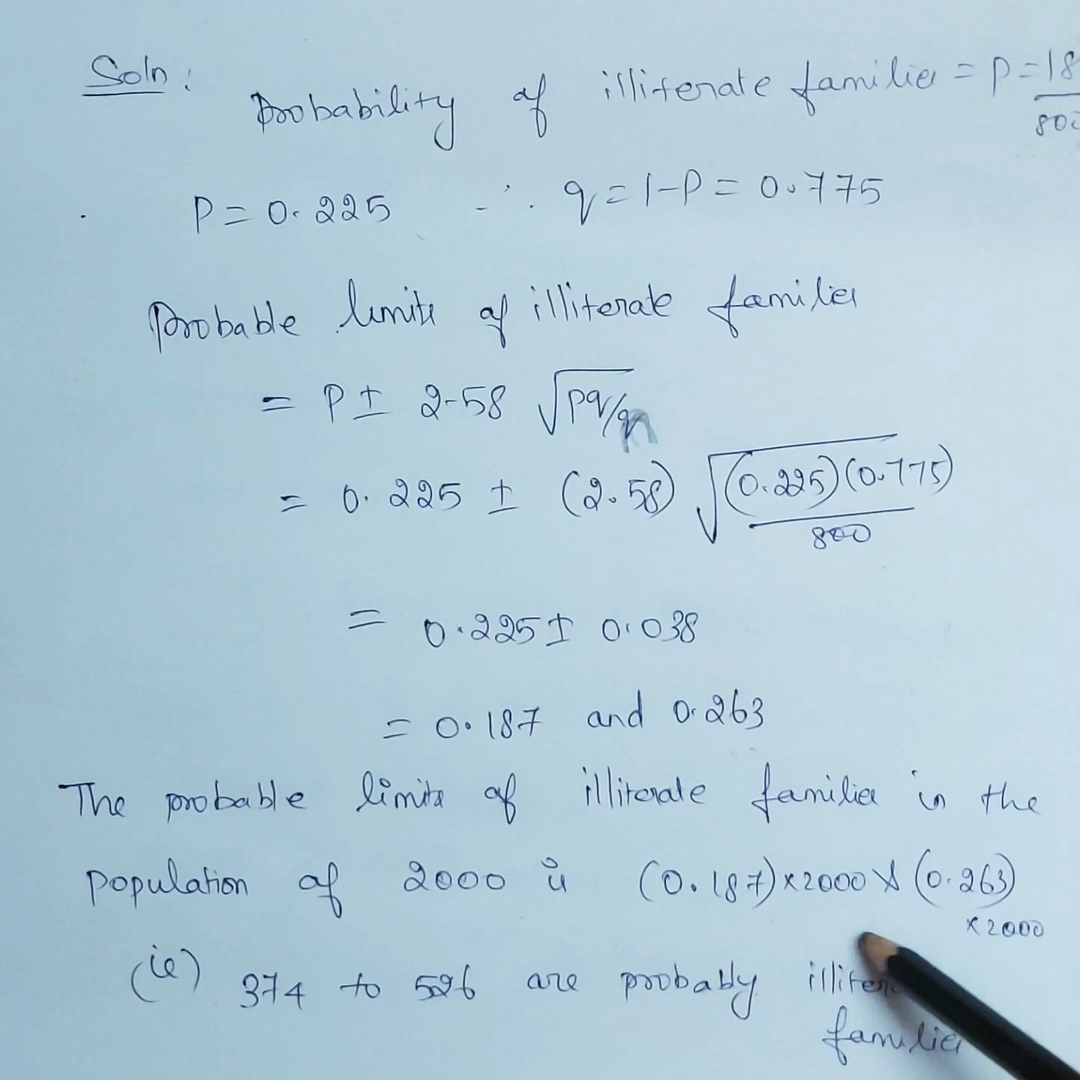 Soln :
Probability of illiterate families = p = 18
800
P = 0.225 ∴ q = 1-P = 0.775
Probable limits of illiterate families
= P ± 2.58 √pq/n
= 0.225 ± (2.58) √(0.225)(0.775)
800
= 0.225 ± 0.038
= 0.187 and 0.263
The probable limits of illiterate families in the
population of 2000 is (0.187)×2000 & (0.263)
×2000
(ie) 374 to 526 are probably
families